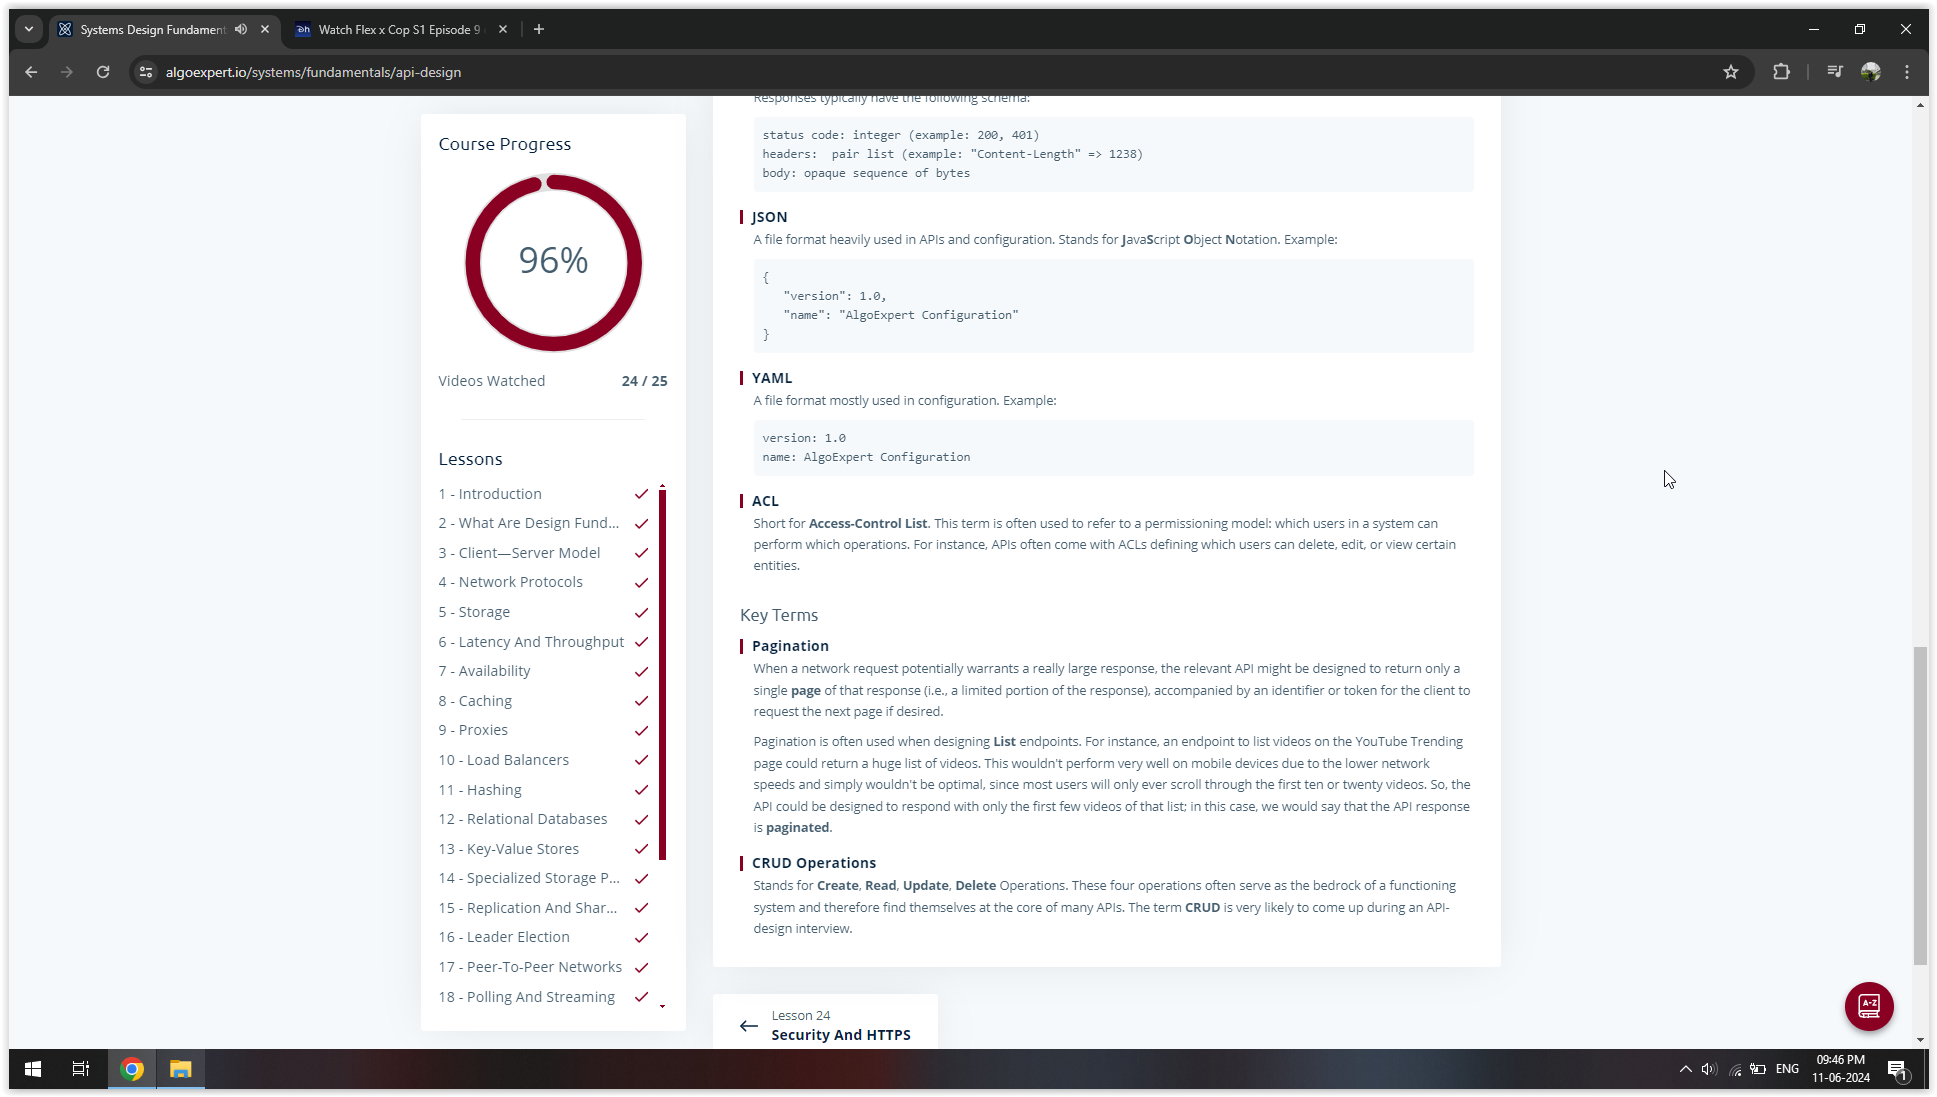 Systems Design Fundament
Watch Flex x Cop S1 Episode 9
algoexpert.io/systems/fundamentals/api-design
Course Progress
96%
Videos Watched 24 / 25
Lessons
1 - Introduction
2 - What Are Design Fund...
3 - Client—Server Model
4 - Network Protocols
5 - Storage
6 - Latency And Throughput
7 - Availability
8 - Caching
9 - Proxies
10 - Load Balancers
11 - Hashing
12 - Relational Databases
13 - Key-Value Stores
14 - Specialized Storage P...
15 - Replication And Shar...
16 - Leader Election
17 - Peer-To-Peer Networks
18 - Polling And Streaming
Responses typically have the following schema:
status code: integer (example: 200, 401)
headers:  pair list (example: "Content-Length" => 1238)
body: opaque sequence of bytes
JSON
A file format heavily used in APIs and configuration. Stands for JavaScript Object Notation. Example:
{
"version": 1.0,
"name": "AlgoExpert Configuration"
}
YAML
A file format mostly used in configuration. Example:
version: 1.0
name: AlgoExpert Configuration
ACL
Short for Access-Control List. This term is often used to refer to a permissioning model: which users in a system can
perform which operations. For instance, APIs often come with ACLs defining which users can delete, edit, or view certain
entities.
Key Terms
Pagination
When a network request potentially warrants a really large response, the relevant API might be designed to return only a
single page of that response (i.e., a limited portion of the response), accompanied by an identifier or token for the client to
request the next page if desired.
Pagination is often used when designing List endpoints. For instance, an endpoint to list videos on the YouTube Trending
page could return a huge list of videos. This wouldn't perform very well on mobile devices due to the lower network
speeds and simply wouldn't be optimal, since most users will only ever scroll through the first ten or twenty videos. So, the
API could be designed to respond with only the first few videos of that list; in this case, we would say that the API response
is paginated.
CRUD Operations
Stands for Create, Read, Update, Delete Operations. These four operations often serve as the bedrock of a functioning
system and therefore find themselves at the core of many APIs. The term CRUD is very likely to come up during an API-
design interview.
Lesson 24
Security And HTTPS
A-Z
ENG
09:46 PM
11-06-2024
1